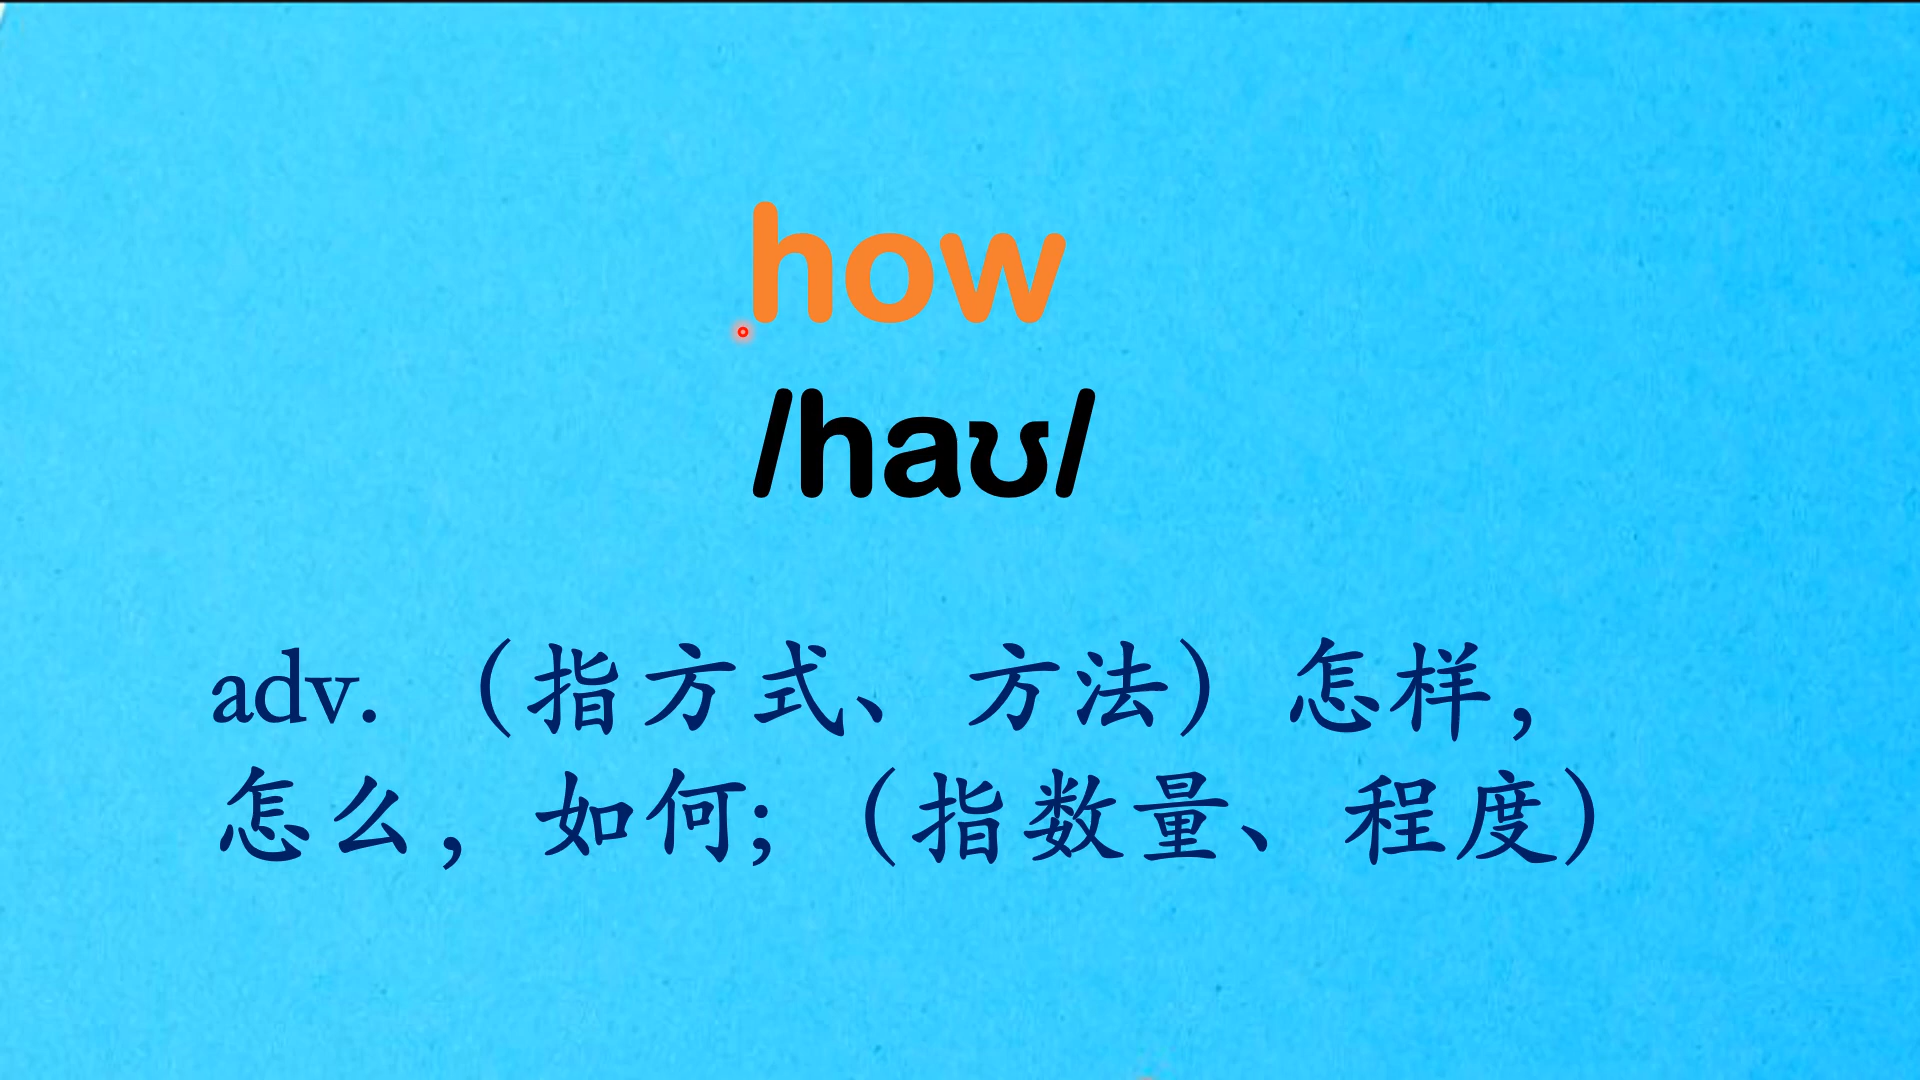 how
/haʊ/
adv. （指方式、方法）怎样，
怎么，如何;（指数量、程度）